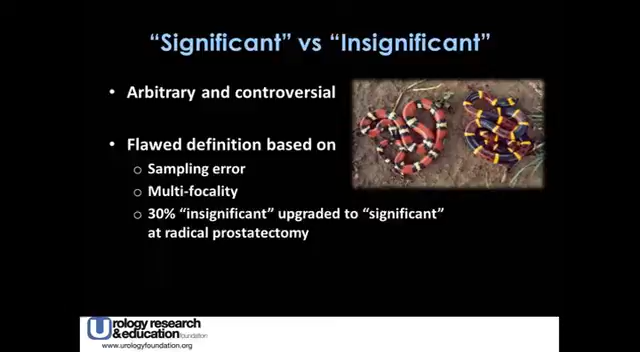 “Significant” vs “Insignificant”
• Arbitrary and controversial
• Flawed definition based on
o Sampling error
o Multi-focality
o 30% “insignificant” upgraded to “significant”
at radical prostatectomy
Urology research
&education foundation
www.urologyfoundation.org